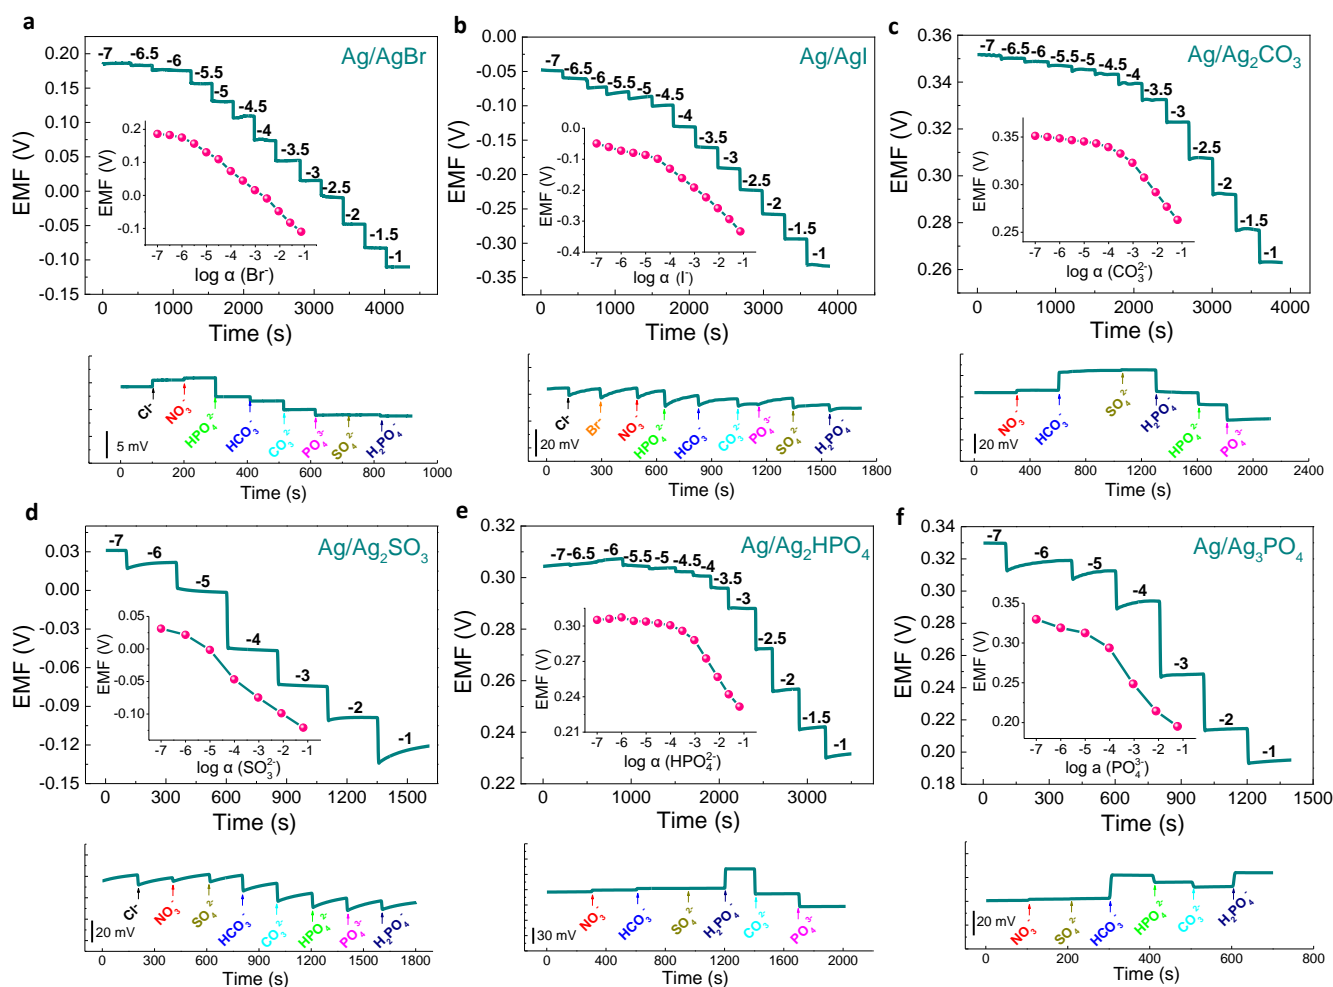 a
Ag/AgBr
EMF (V)
0.20
0.15
0.10
0.05
0.00
-0.05
-0.10
-0.15
-7 -6.5 -6 -5.5 -5 -4.5 -4 -3.5 -3 -2.5 -2 -1.5 -1
EMF (V)
0.2
0.1
0.0
-0.1
-7 -6 -5 -4 -3 -2 -1 0
log α (Br⁻)
0 1000 2000 3000 4000
Time (s)
Cl⁻ NO₃⁻ HPO₄²⁻ HCO₃⁻ CO₃²⁻ PO₄³⁻ SO₄²⁻ H₂PO₄⁻
5 mV
0 200 400 600 800 1000
Time (s)
b
Ag/AgI
EMF (V)
0.00
-0.05
-0.10
-0.15
-0.20
-0.25
-0.30
-0.35
-7 -6.5 -6 -5.5 -5 -4.5 -4 -3.5 -3 -2.5 -2 -1.5 -1
EMF (V)
0.0
-0.1
-0.2
-0.3
-0.4
-7 -6 -5 -4 -3 -2 -1 0
log α (I⁻)
0 1000 2000 3000 4000
Time (s)
Cl⁻ Br⁻ NO₃⁻ HPO₄²⁻ HCO₃⁻ CO₃²⁻ PO₄³⁻ SO₄²⁻ H₂PO₄⁻
20 mV
0 300 600 900 1200 1500 1800
Time (s)
c
Ag/Ag₂CO₃
EMF (V)
0.36
0.34
0.32
0.30
0.28
0.26
-7 -6.5 -6 -5.5 -5 -4.5 -4 -3.5 -3 -2.5 -2 -1.5 -1
EMF (V)
0.35
0.30
0.25
-7 -6 -5 -4 -3 -2 -1 0
log α (CO₃²⁻)
0 1000 2000 3000 4000
Time (s)
NO₃⁻ HCO₃⁻ SO₄²⁻ H₂PO₄⁻ HPO₄²⁻ PO₄³⁻
20 mV
0 400 800 1200 1600 2000 2400
Time (s)
d
Ag/Ag₂SO₃
EMF (V)
0.03
0.00
-0.03
-0.06
-0.09
-0.12
-0.15
-7 -6 -5 -4 -3 -2 -1
EMF (V)
0.05
0.00
-0.05
-0.10
-7 -6 -5 -4 -3 -2 -1 0
log α (SO₃²⁻)
0 300 600 900 1200 1500
Time (s)
Cl⁻ NO₃⁻ SO₄²⁻ HCO₃⁻ CO₃²⁻ HPO₄²⁻ PO₄³⁻ H₂PO₄⁻
20 mV
0 300 600 900 1200 1500 1800
Time (s)
e
Ag/Ag₂HPO₄
EMF (V)
0.32
0.30
0.28
0.26
0.24
0.22
-7 -6.5 -6 -5.5 -5 -4.5 -4 -3.5 -3 -2.5 -2 -1.5 -1
EMF (V)
0.30
0.27
0.24
0.21
-7 -6 -5 -4 -3 -2 -1 0
log α (HPO₄²⁻)
0 1000 2000 3000
Time (s)
NO₃⁻ HCO₃⁻ SO₄²⁻ H₂PO₄⁻ CO₃²⁻ PO₄³⁻
30 mV
0 400 800 1200 1600 2000
Time (s)
f
Ag/Ag₃PO₄
EMF (V)
0.34
0.32
0.30
0.28
0.26
0.24
0.22
0.20
0.18
-7 -6 -5 -4 -3 -2 -1
EMF (V)
0.35
0.30
0.25
0.20
-7 -6 -5 -4 -3 -2 -1 0
log a (PO₄³⁻)
0 300 600 900 1200 1500
Time (s)
NO₃⁻ SO₄²⁻ HCO₃⁻ HPO₄²⁻ CO₃²⁻ H₂PO₄⁻
20 mV
0 200 400 600 800
Time (s)